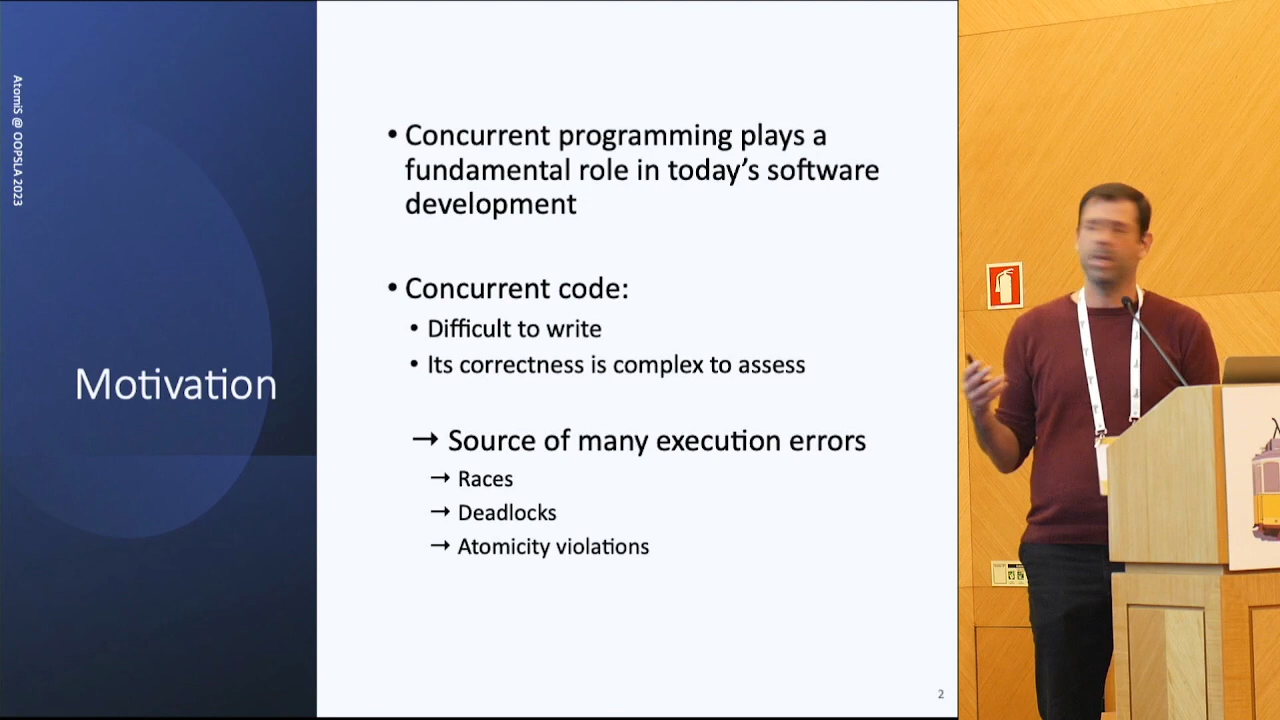 AtomiS @ OOPSLA 2023
Motivation
• Concurrent programming plays a
fundamental role in today’s software
development
• Concurrent code:
• Difficult to write
• Its correctness is complex to assess
→ Source of many execution errors
→ Races
→ Deadlocks
→ Atomicity violations
2